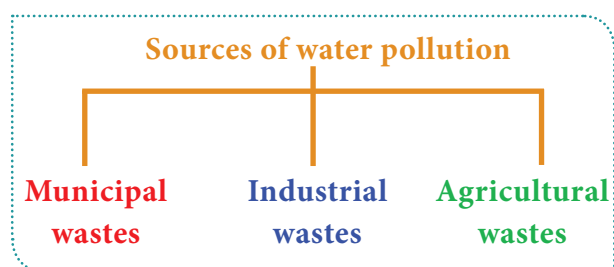 Sources of water pollution
Municipal wastes
Industrial wastes
Agricultural wastes